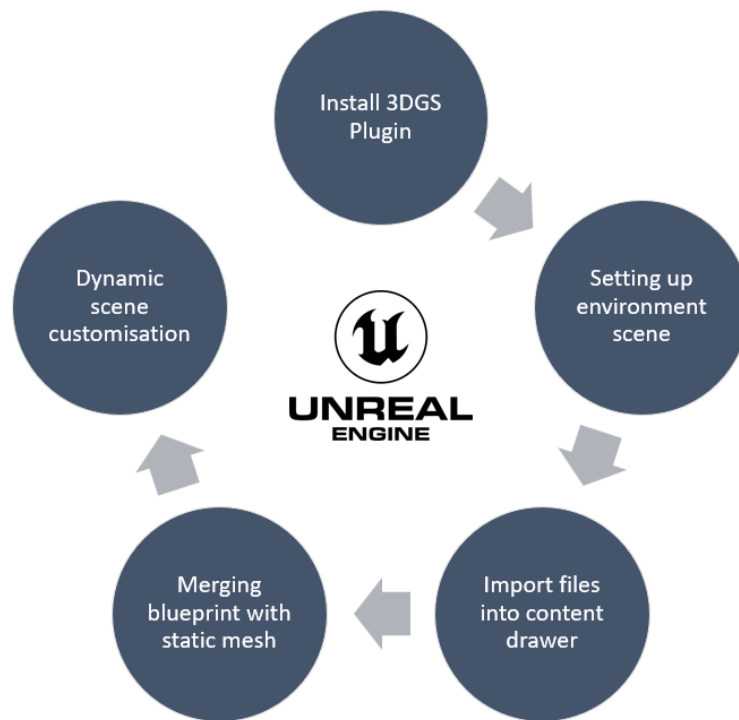 Install 3DGS
Plugin
Setting up
environment
scene
Import files
into content
drawer
Merging
blueprint with
static mesh
Dynamic
scene
customisation
UNREAL
ENGINE